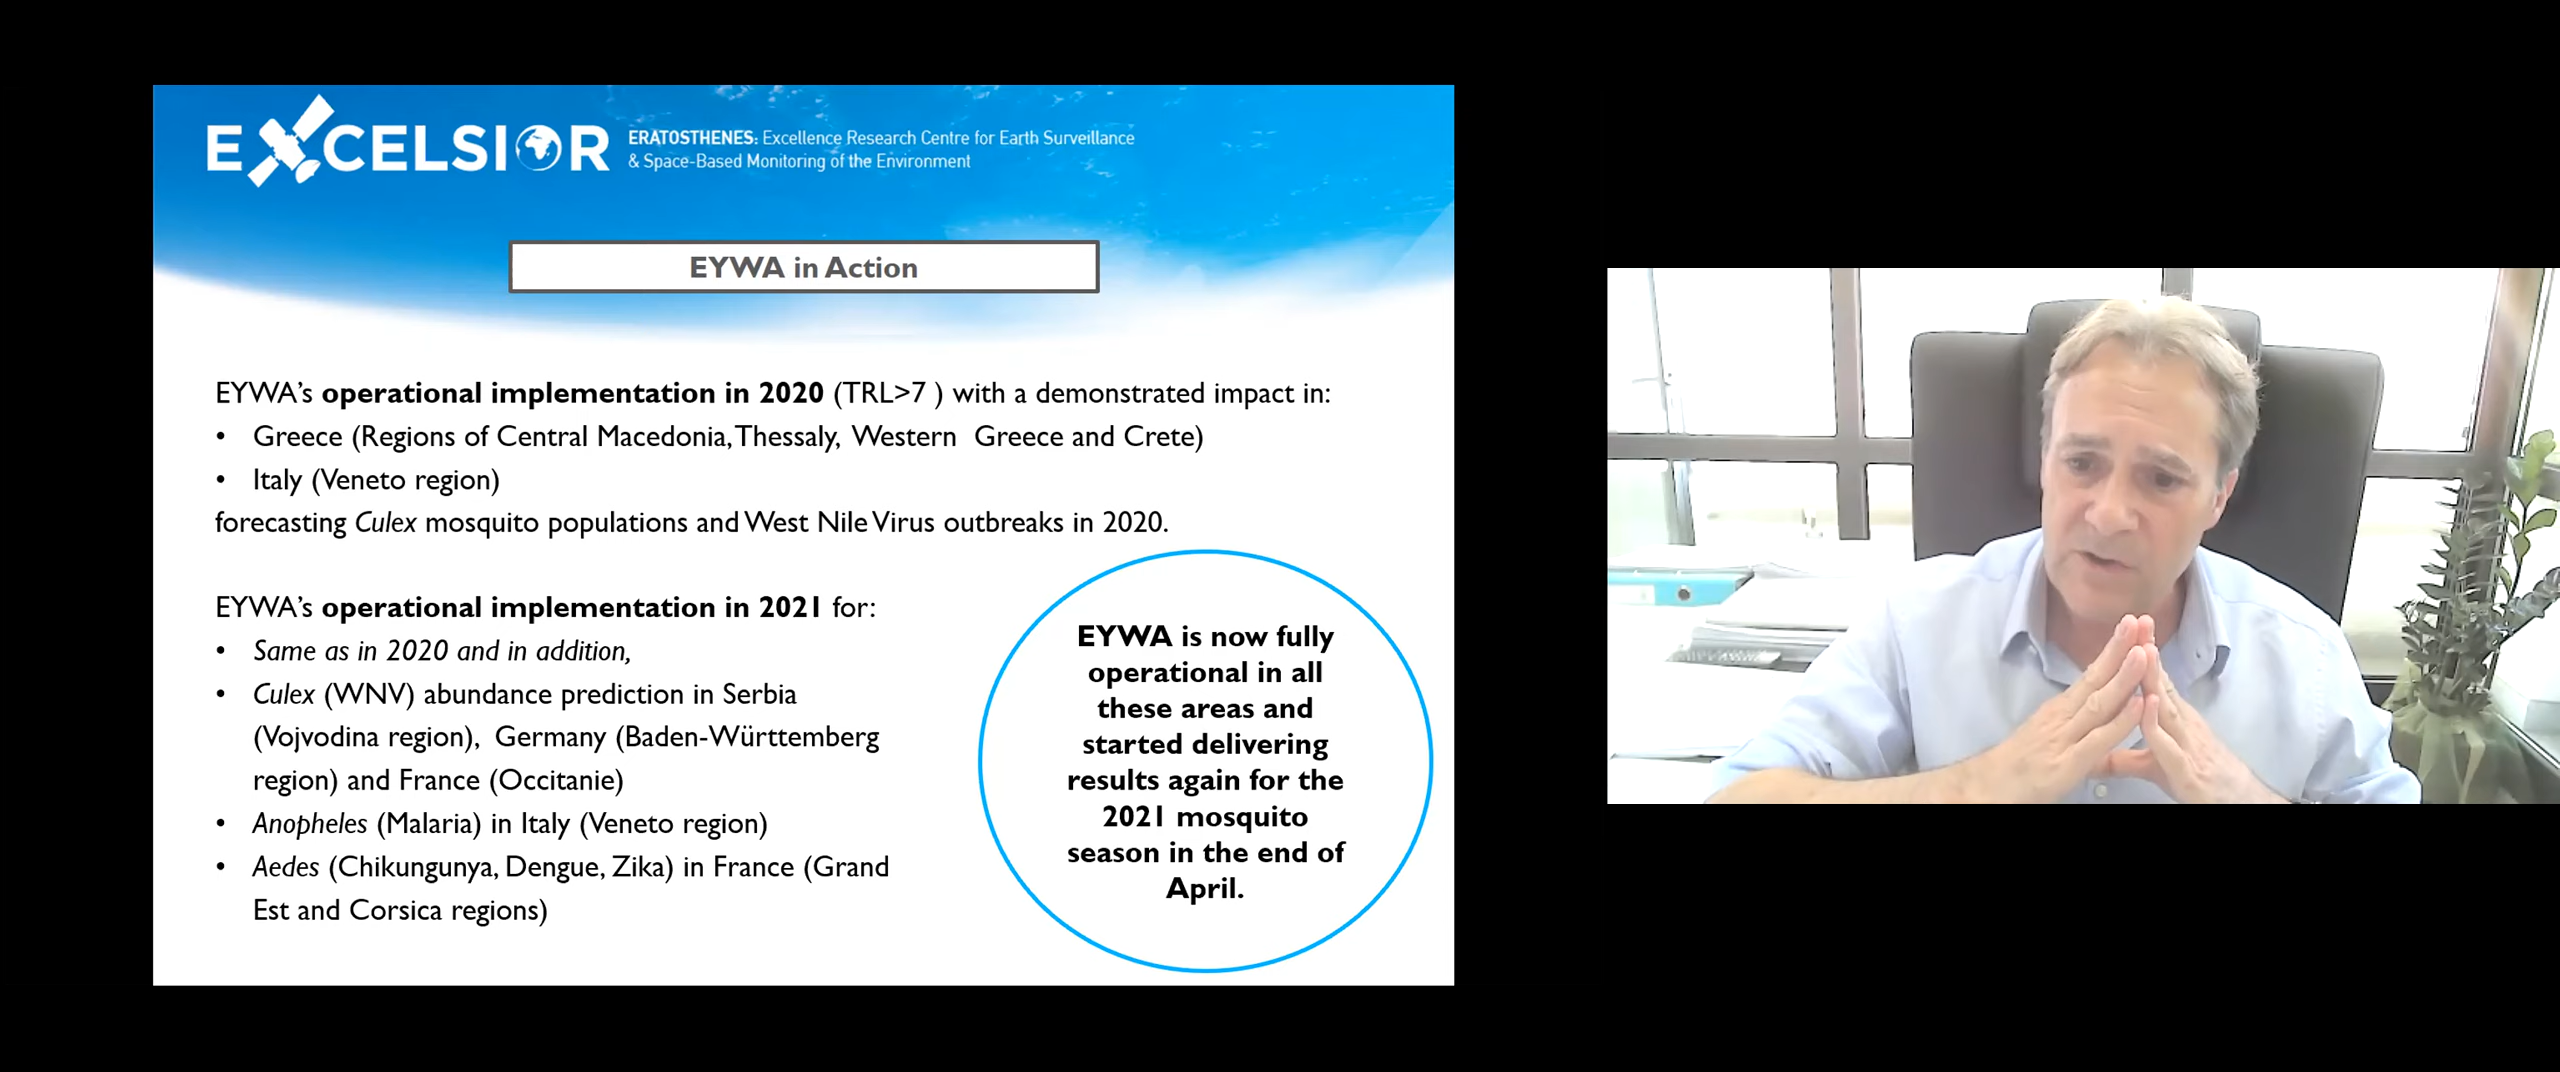 EXCELSIOR
ERATOSTHENES: Excellence Research Centre for Earth Surveillance
& Space-Based Monitoring of the Environment
EYWA in Action
EYWA’s operational implementation in 2020 (TRL>7 ) with a demonstrated impact in:
• Greece (Regions of Central Macedonia, Thessaly, Western Greece and Crete)
• Italy (Veneto region)
forecasting Culex mosquito populations and West Nile Virus outbreaks in 2020.
EYWA’s operational implementation in 2021 for:
• Same as in 2020 and in addition,
• Culex (WNV) abundance prediction in Serbia
(Vojvodina region), Germany (Baden-Württemberg
region) and France (Occitanie)
• Anopheles (Malaria) in Italy (Veneto region)
• Aedes (Chikungunya, Dengue, Zika) in France (Grand
Est and Corsica regions)
EYWA is now fully
operational in all
these areas and
started delivering
results again for the
2021 mosquito
season in the end of
April.